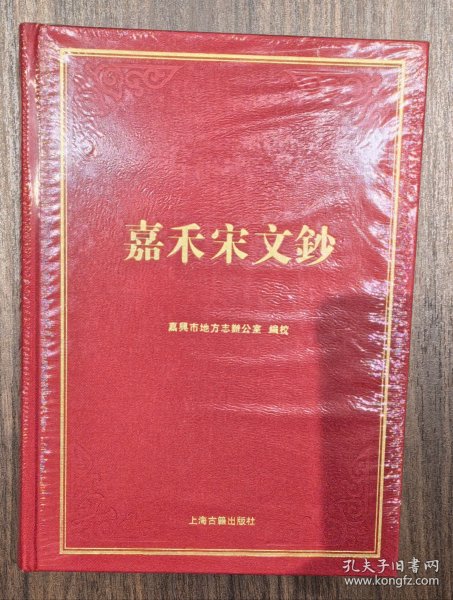 嘉禾宋文鈔
嘉興市地方志辦公室 編校
上海古籍出版社
孔夫子旧书网
www.kongfz.com